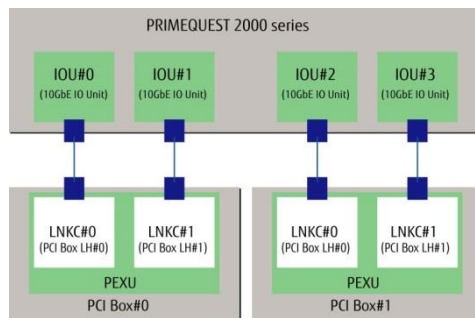 PRIMEQUEST 2000 series
IOU#0
(10GbE IO Unit)
IOU#1
(10GbE IO Unit)
IOU#2
(10GbE IO Unit)
IOU#3
(10GbE IO Unit)
LNKC#0
(PCI Box LH#0)
LNKC#1
(PCI Box LH#1)
PEXU
PCI Box#0
LNKC#0
(PCI Box LH#0)
LNKC#1
(PCI Box LH#1)
PEXU
PCI Box#1